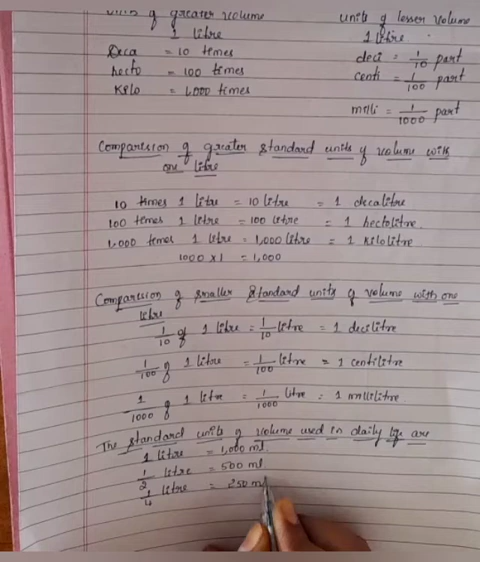 units of greater volume
1 litre
Deca = 10 times
hecto = 100 times
Kilo = 1,000 times
units of lesser volume
1 litre.
deci = 1/10 part
centi = 1/100 part
milli = 1/1000 part
Comparision of greater standard units of volume with
one litre
10 times 1 litre = 10 litre = 1 decalitre
100 times 1 litre = 100 litre = 1 hectolitre.
1,000 times 1 litre = 1,000 litre = 1 Kilolitre.
1000 x 1 = 1,000
Comparision of smaller standard units of volume with one
litre
1/10 of 1 litre = 1/10 litre = 1 decilitre
1/100 of 1 litre = 1/100 litre = 1 centilitre
1/1000 of 1 litre = 1/1000 litre = 1 millilitre
The standard units of volume used in daily life are
1 litre = 1,000 ml.
1/2 litre = 500 ml
1/4 litre = 250 m